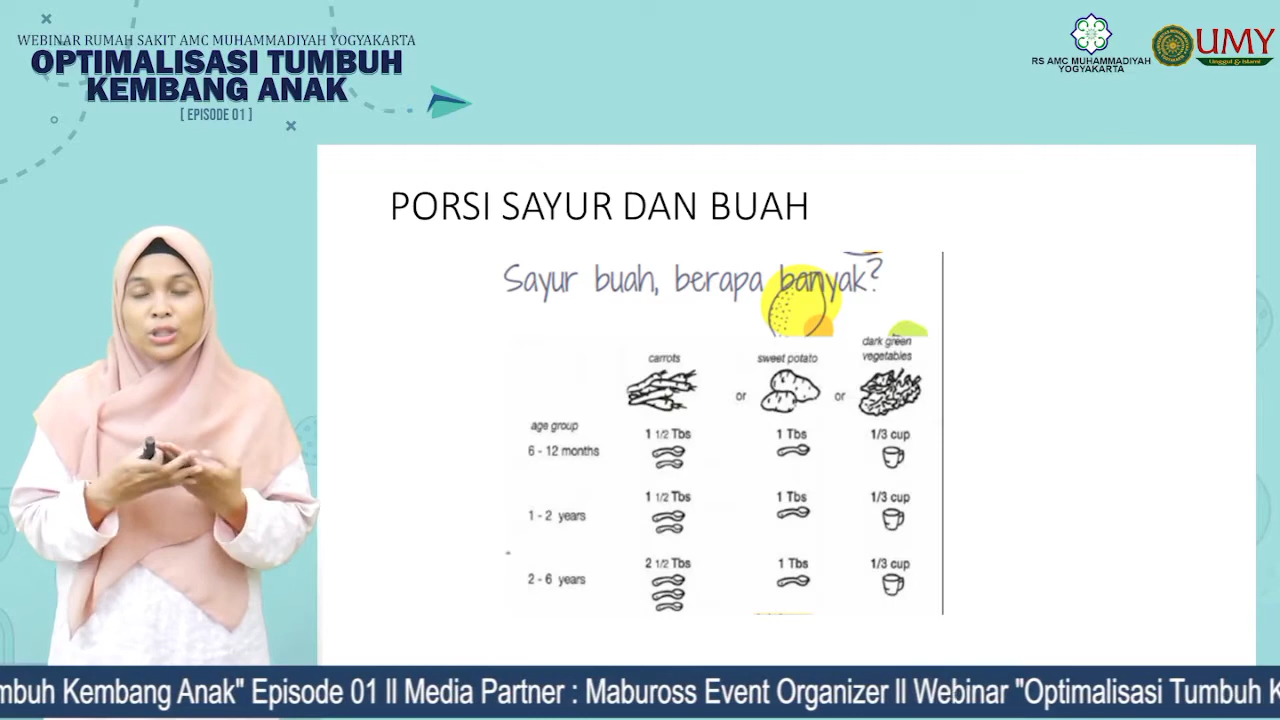 WEBINAR RUMAH SAKIT AMC MUHAMMADIYAH YOGYAKARTA
OPTIMALISASI TUMBUH
KEMBANG ANAK
[ EPISODE 01 ]
RS AMC MUHAMMADIYAH
YOGYAKARTA
UMY
Unggul & Islami
PORSI SAYUR DAN BUAH
Sayur buah, berapa banyak?
carrots
or
sweet potato
or
dark green
vegetables
age group
6 - 12 months
1 1/2 Tbs
1 Tbs
1/3 cup
1 - 2 years
1 1/2 Tbs
1 Tbs
1/3 cup
2 - 6 years
2 1/2 Tbs
1 Tbs
1/3 cup
mbuh Kembang Anak" Episode 01 II Media Partner : Mabuross Event Organizer II Webinar "Optimalisasi Tumbuh K